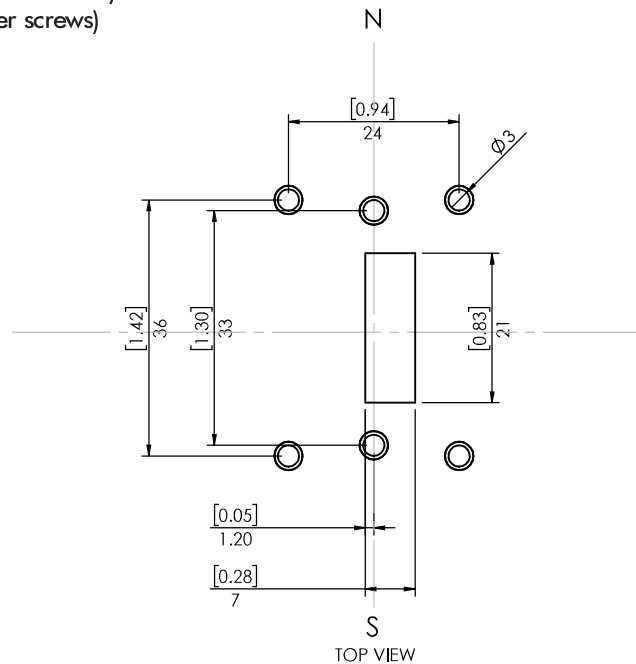 er screws)
N
[0.94]
24
Ø3
[1.42]
36
[1.30]
33
[0.83]
21
[0.05]
1.20
[0.28]
7
S
TOP VIEW